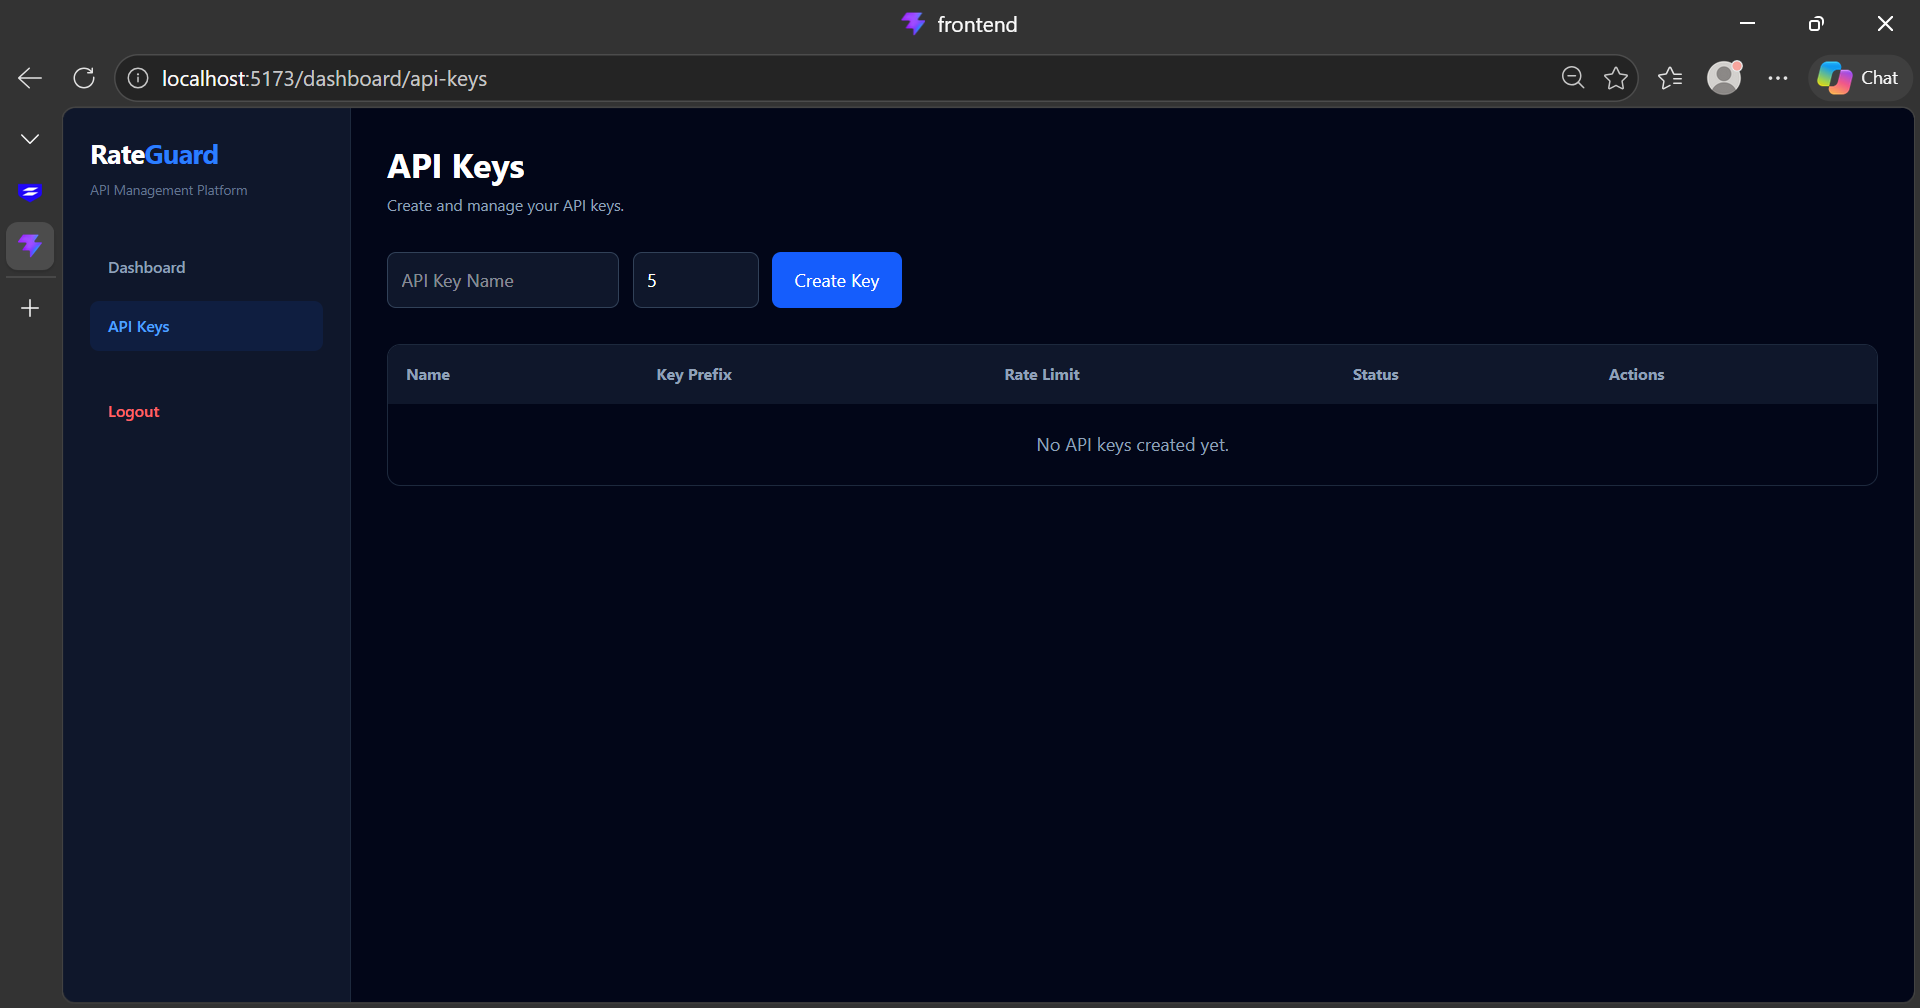 frontend
localhost:5173/dashboard/api-keys
Chat
RateGuard
API Management Platform
Dashboard
API Keys
Logout
API Keys
Create and manage your API keys.
API Key Name
5
Create Key
Name Key Prefix Rate Limit Status Actions
No API keys created yet.